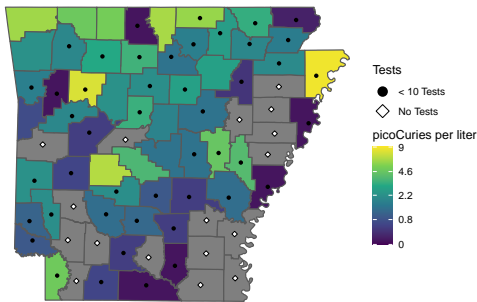 Tests
< 10 Tests
No Tests
picoCuries per liter
9
4.6
2.2
0.8
0